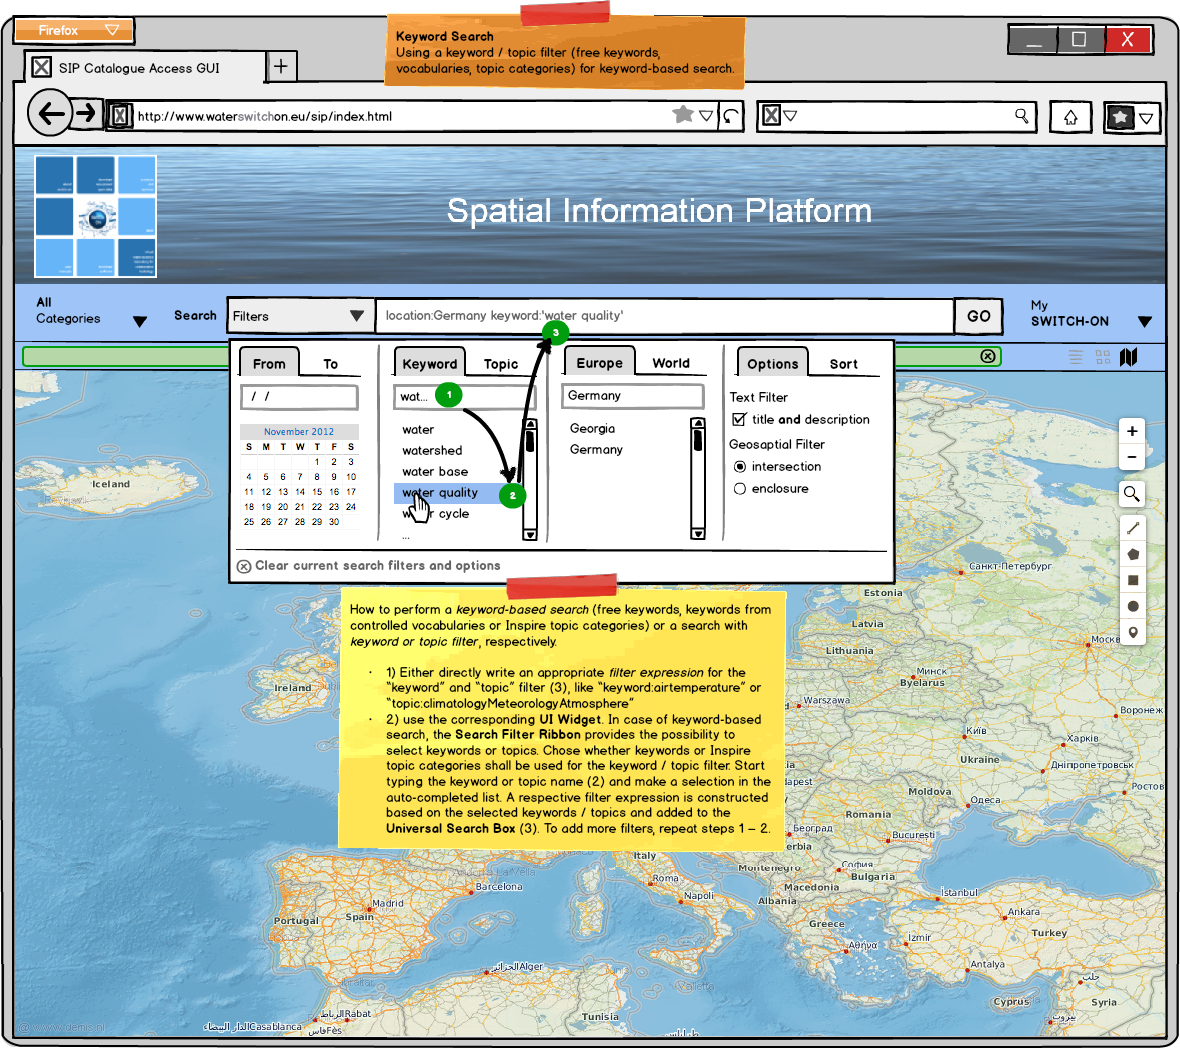 Firefox
Keyword Search
Using a keyword / topic filter (free keywords,
vocabularies, topic categories) for keyword-based search.
SIP Catalogue Access GUI
+
X
http://www.waterswitchon.eu/sip/index.html
Spatial Information Platform
All
Categories
Search
Filters
location:Germany keyword:'water quality'
GO
My
SWITCH-ON
3
From
To
Keyword
Topic
Europe
World
Options
Sort
/ /
wat...
1
Germany
Text Filter
title and description
Geosaptial Filter
intersection
enclosure
November 2012
S M T W T F S
1 2 3
4 5 6 7 8 9 10
11 12 13 14 15 16 17
18 19 20 21 22 23 24
25 26 27 28 29 30
water
watershed
water base
water quality
2
cycle
...
Georgia
Germany
Clear current search filters and options
+
−
How to perform a keyword-based search (free keywords, keywords from
controlled vocabularies or Inspire topic categories) or a search with
keyword or topic filter, respectively.
· 1) Either directly write an appropriate filter expression for the
"keyword" and "topic" filter (3), like "keyword:airtemperature" or
"topic:climatologyMeteorologyAtmosphere"
· 2) use the corresponding UI Widget. In case of keyword-based
search, the Search Filter Ribbon provides the possibility to
select keywords or topics. Chose whether keywords or Inspire
topic categories shall be used for the keyword / topic filter. Start
typing the keyword or topic name (2) and make a selection in the
auto-completed list. A respective filter expression is constructed
based on the selected keywords / topics and added to the
Universal Search Box (3). To add more filters, repeat steps 1 – 2.
Iceland
Санкт-Петербург
Estonia
Latvia
Lithuania
Москв
Минск
Byelarus
Ireland
Warszawa
Воронеж
Київ
Харків
Ukraine
Дніпропетровськ
dapest
Moldova
Ростов
Одеса
Romania
Београд
București
erbia
Italy
София
Montenegro
Bulgaria
Roma
Macedonia
Barcelona
İstanbul
Napoli
Albania
Madrid
Portugal
Spain
Ankara
Greece
Turkey
Αθήνα
İzmir
Antalya
الجزائر Alger
حلب
Gibraltar
Valletta
Cyprus
Syria
الرباط Rabat
Tunisia
الدار البيضاء Casablanca
فاس Fès
بيروت
طرابلس
© www.demis.nl